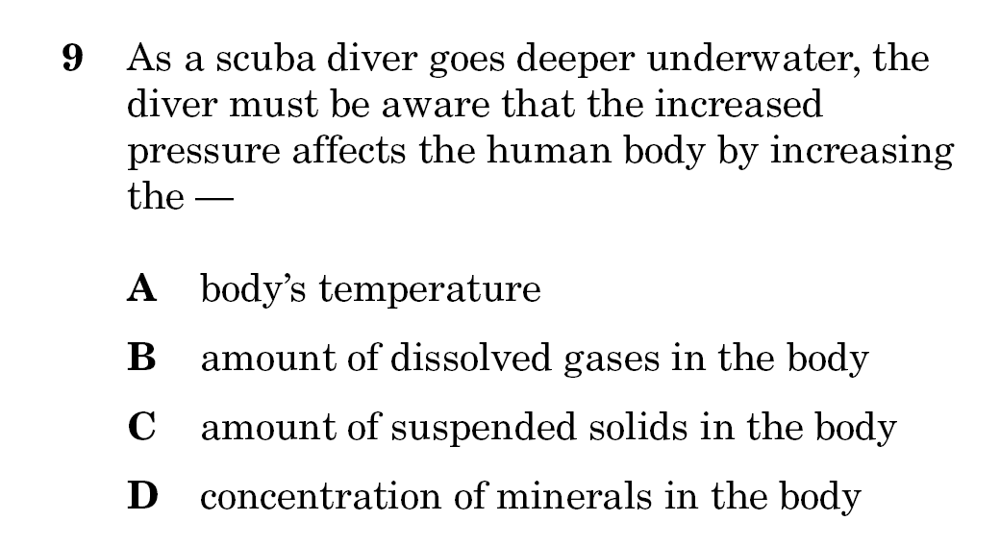 9 As a scuba diver goes deeper underwater, the
diver must be aware that the increased
pressure affects the human body by increasing
the —
A body’s temperature
B amount of dissolved gases in the body
C amount of suspended solids in the body
D concentration of minerals in the body